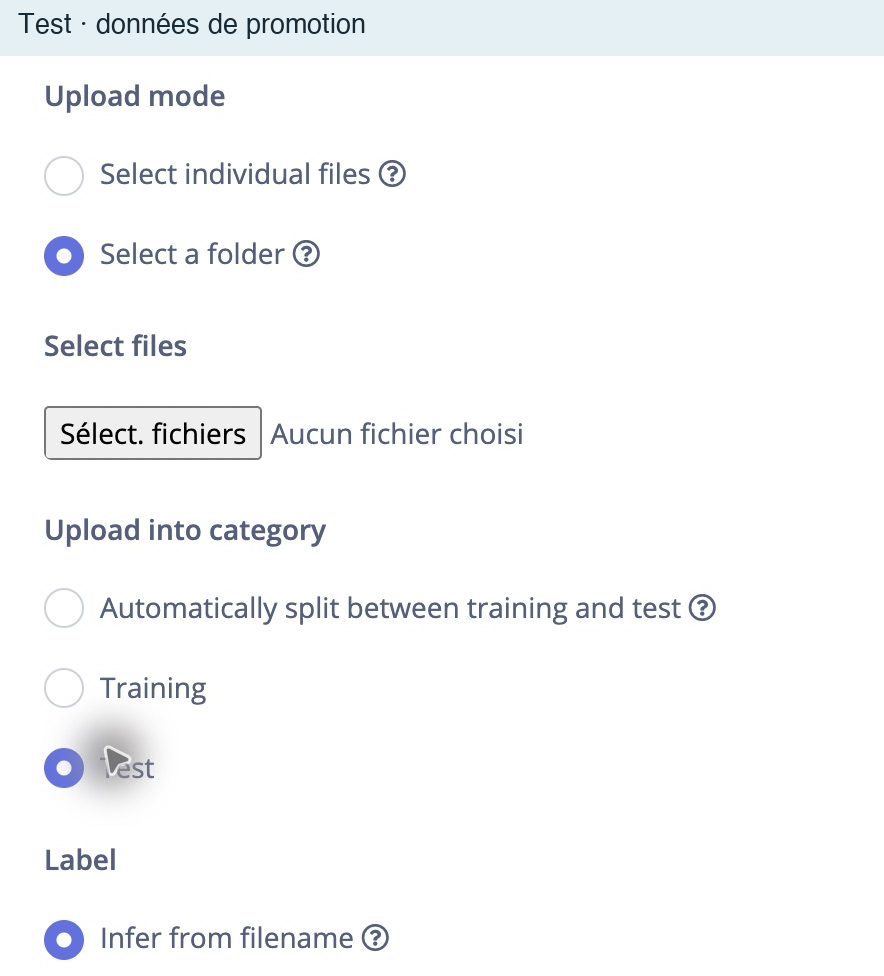 Test · données de promotion
Upload mode
Select individual files ?
Select a folder ?
Select files
Sélect. fichiers Aucun fichier choisi
Upload into category
Automatically split between training and test ?
Training
Test
Label
Infer from filename ?